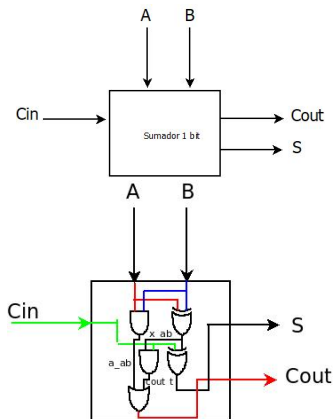 A B
Cin
Sumador 1 bit
Cout
S
A B
Cin
x_ab
a_ab
cout_t
S
Cout